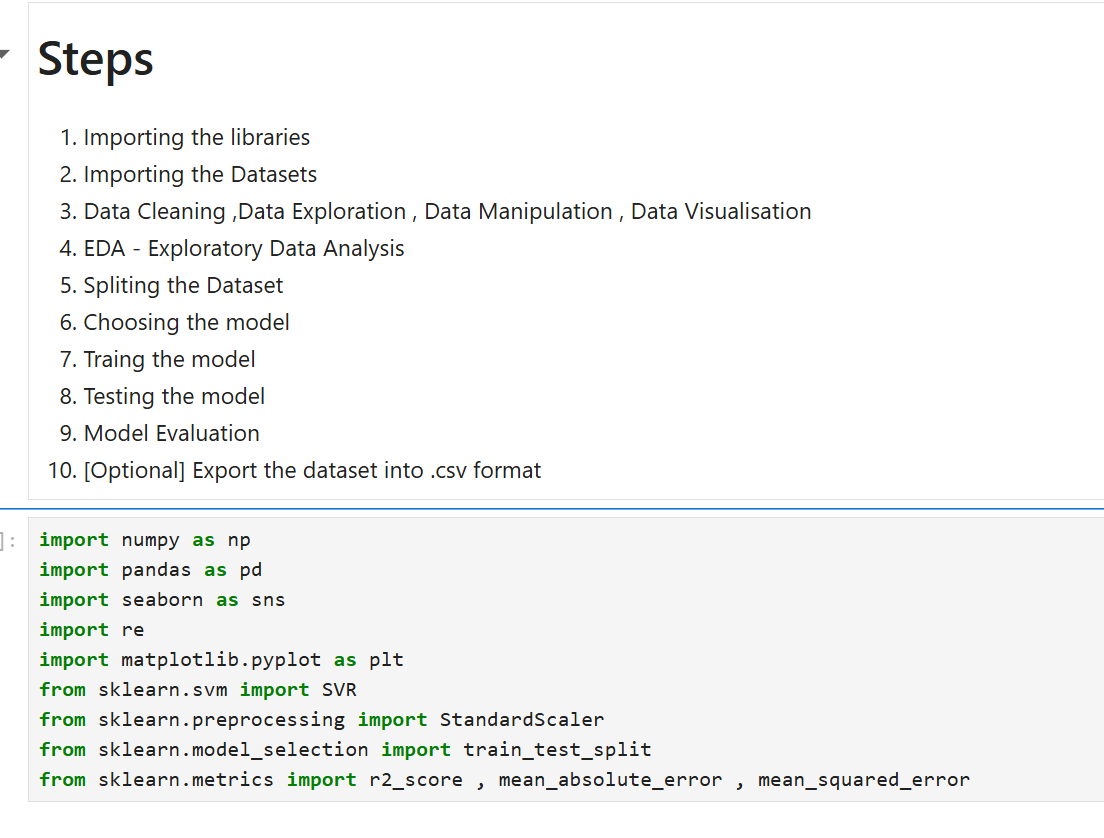 Steps
1. Importing the libraries
2. Importing the Datasets
3. Data Cleaning ,Data Exploration , Data Manipulation , Data Visualisation
4. EDA - Exploratory Data Analysis
5. Spliting the Dataset
6. Choosing the model
7. Traing the model
8. Testing the model
9. Model Evaluation
10. [Optional] Export the dataset into .csv format
]:
import numpy as np
import pandas as pd
import seaborn as sns
import re
import matplotlib.pyplot as plt
from sklearn.svm import SVR
from sklearn.preprocessing import StandardScaler
from sklearn.model_selection import train_test_split
from sklearn.metrics import r2_score , mean_absolute_error , mean_squared_error